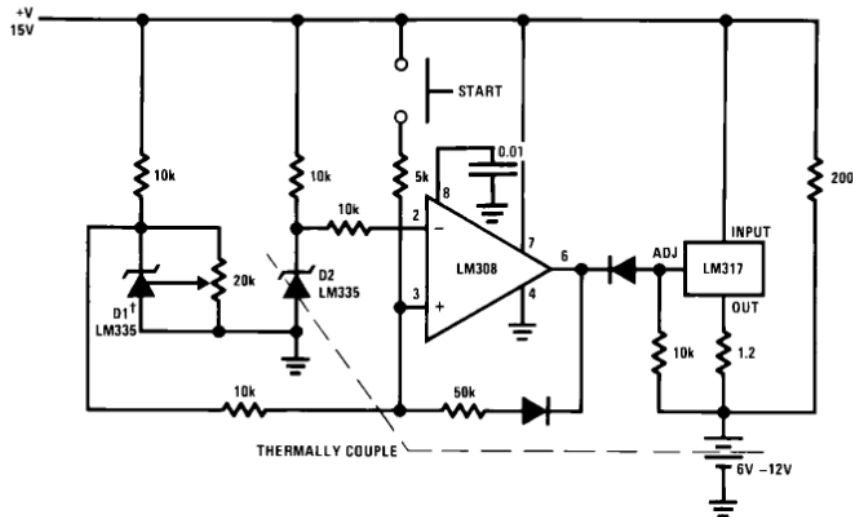 +V
15V
START
10k
10k
5k
0.01
8
200
10k
2
−
7
6
ADJ
INPUT
LM317
OUT
LM308
20k
D2
LM335
D1†
LM335
3
+
4
10k
1.2
10k
50k
THERMALLY COUPLE
6V –12V